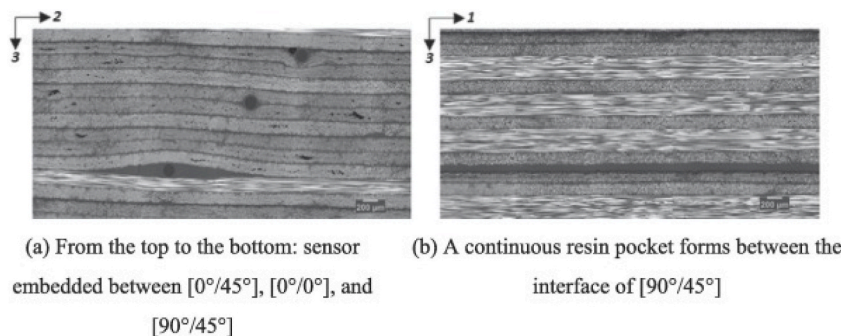 2
3
200 µm
1
3
200 µm
(a) From the top to the bottom: sensor
embedded between [0°/45°], [0°/0°], and
[90°/45°]
(b) A continuous resin pocket forms between the
interface of [90°/45°]